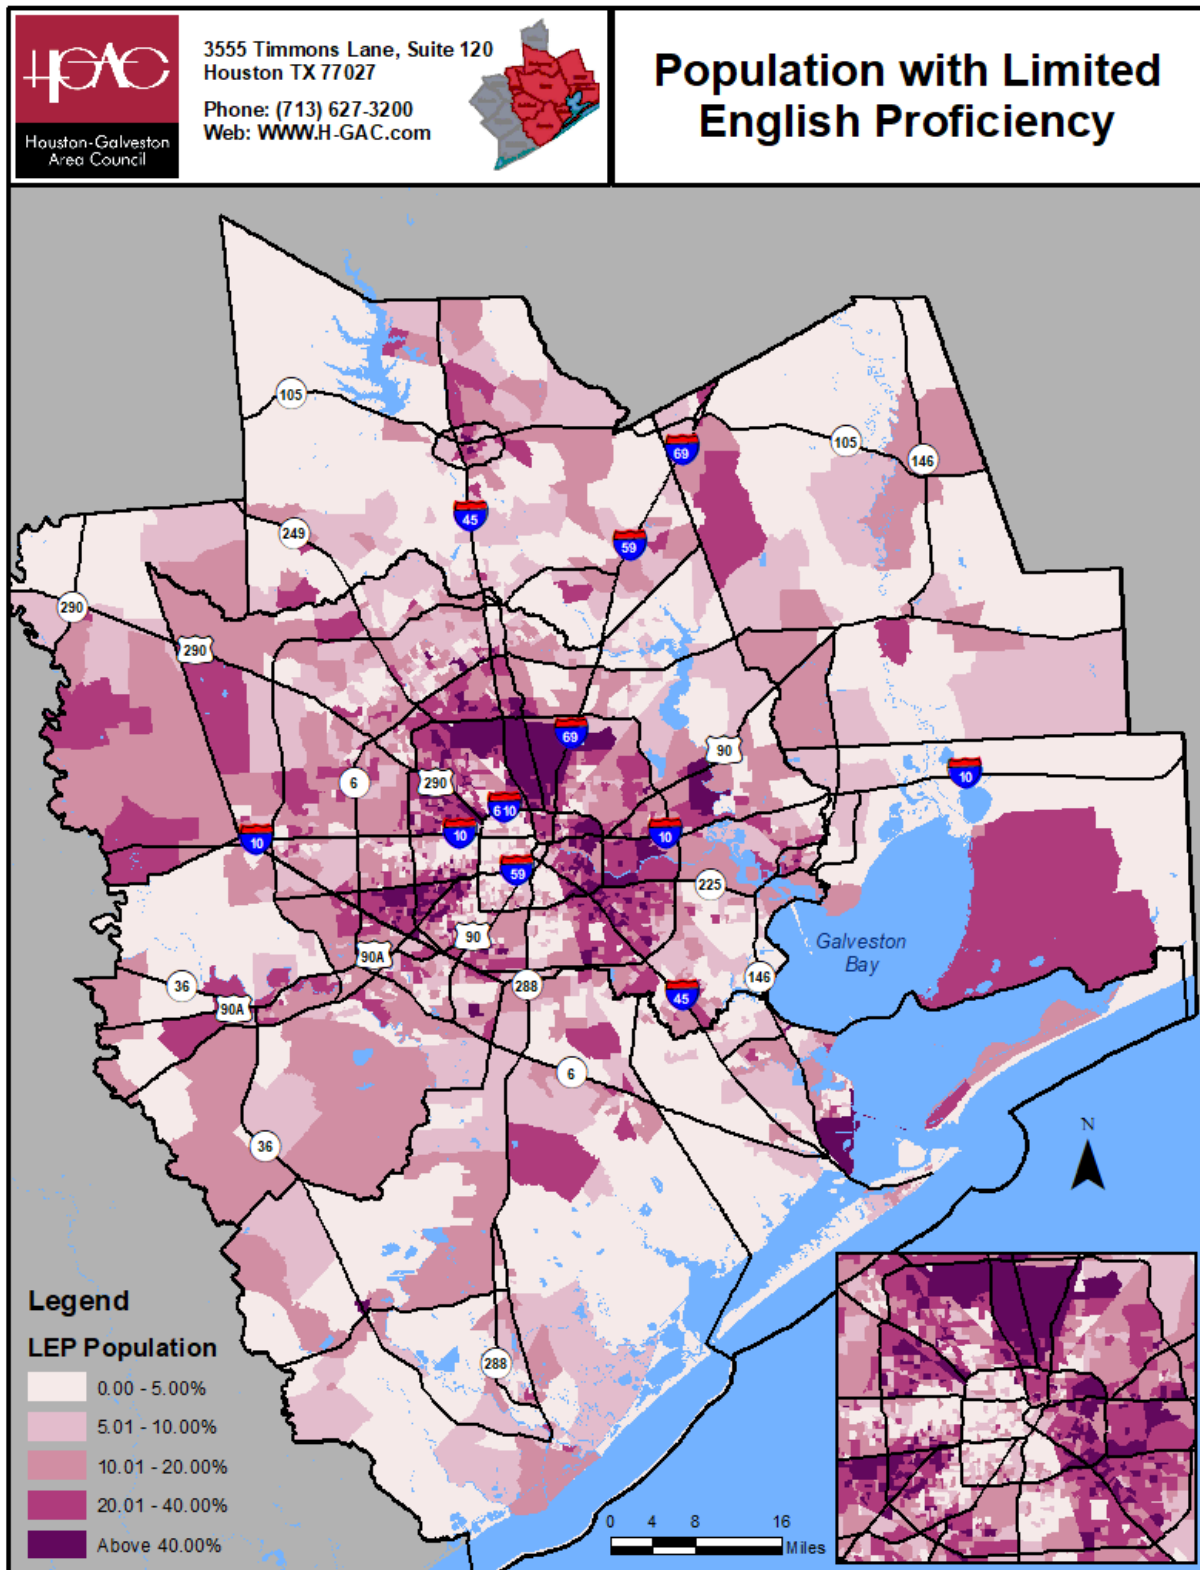 HGAC
Houston-Galveston
Area Council
3555 Timmons Lane, Suite 120
Houston TX 77027
Phone: (713) 627-3200
Web: WWW.H-GAC.com
Population with Limited
English Proficiency
105
105
69
146
45
249
59
290
290
69
90
6
290
10
610
10
10
10
59
225
90
Galveston
Bay
90A
36
288
146
45
90A
6
N
36
288
Legend
LEP Population
0.00 - 5.00%
5.01 - 10.00%
10.01 - 20.00%
20.01 - 40.00%
Above 40.00%
0 4 8 16
Miles